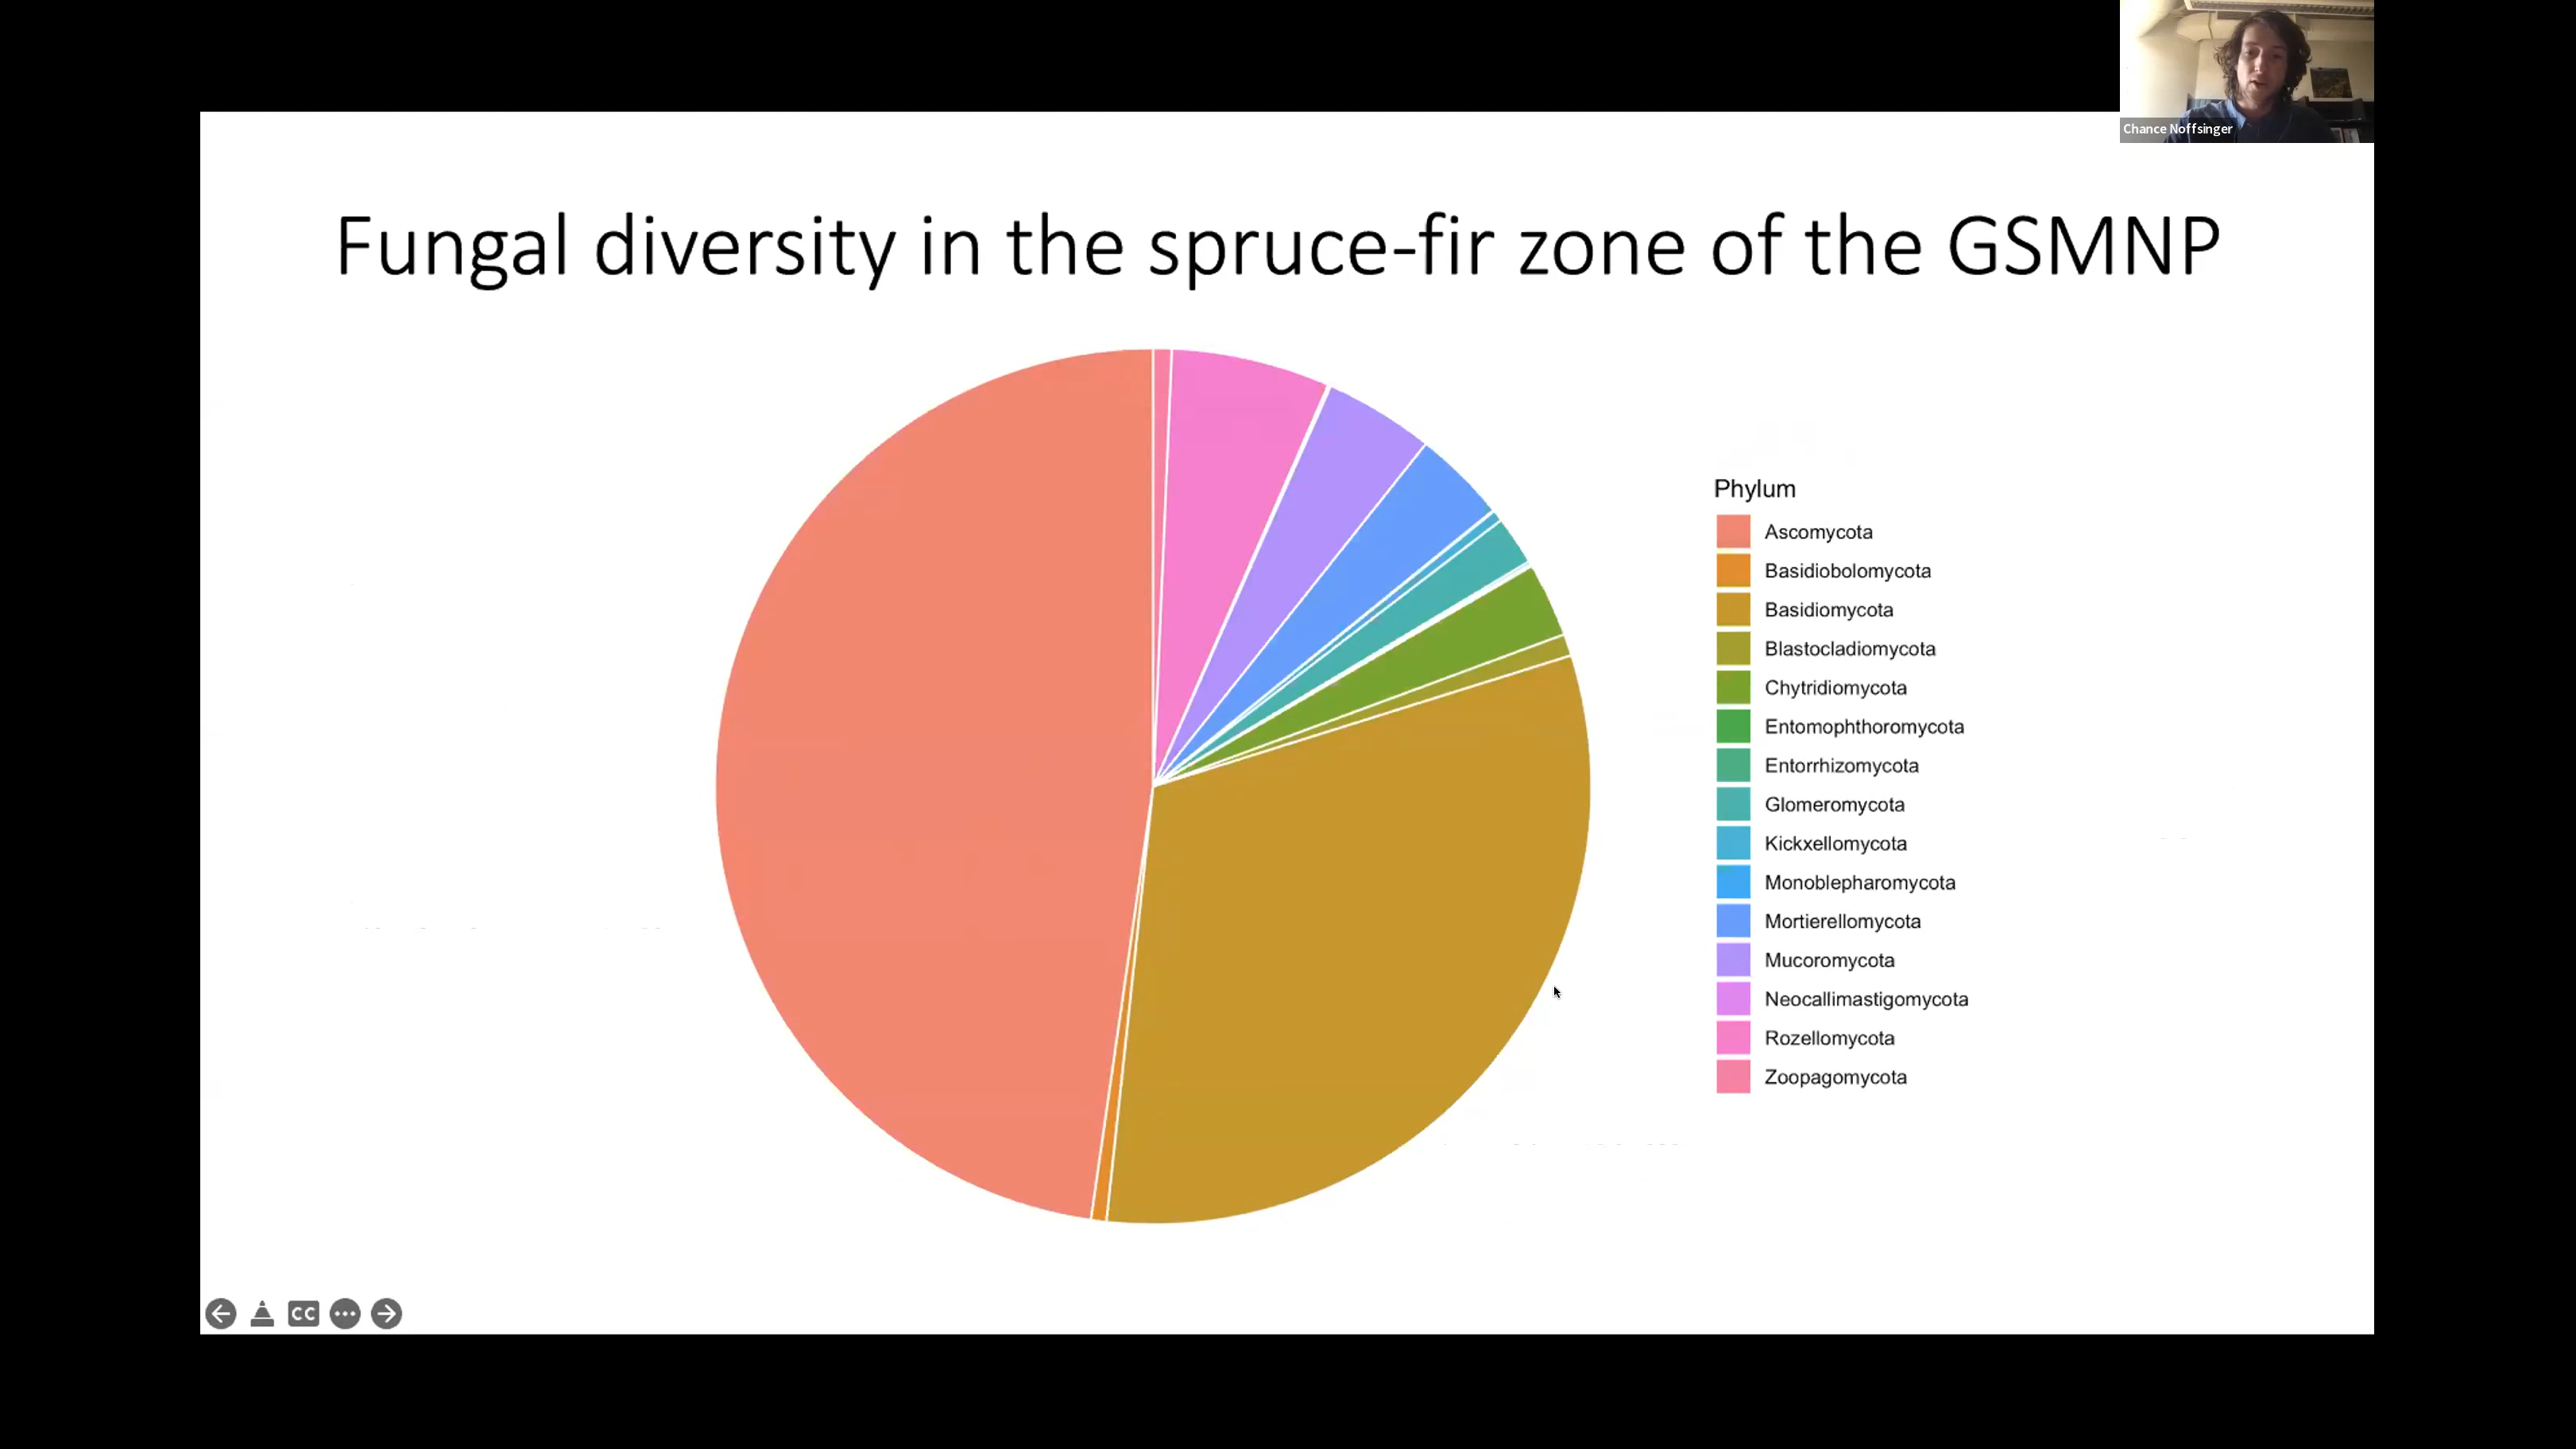 Chance Noffsinger
Fungal diversity in the spruce-fir zone of the GSMNP
Phylum
Ascomycota
Basidiobolomycota
Basidiomycota
Blastocladiomycota
Chytridiomycota
Entomophthoromycota
Entorrhizomycota
Glomeromycota
Kickxellomycota
Monoblepharomycota
Mortierellomycota
Mucoromycota
Neocallimastigomycota
Rozellomycota
Zoopagomycota
CC